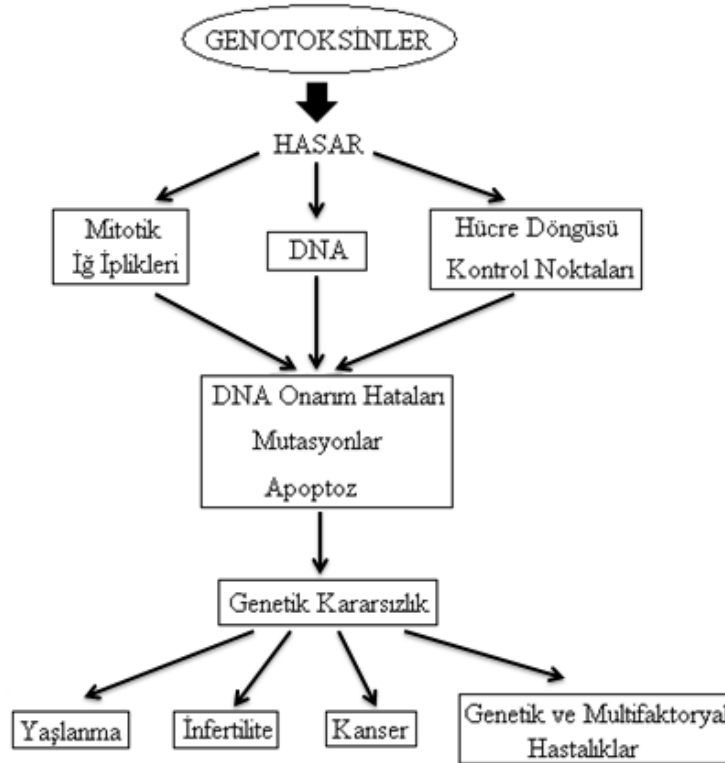 GENOTOKSİNLER
HASAR
Mitotik
İğ İplikleri
DNA
Hücre Döngüsü
Kontrol Noktaları
DNA Onarım Hataları
Mutasyonlar
Apoptoz
Genetik Kararsızlık
Yaşlanma
İnfertilite
Kanser
Genetik ve Multifaktoryal
Hastalıklar